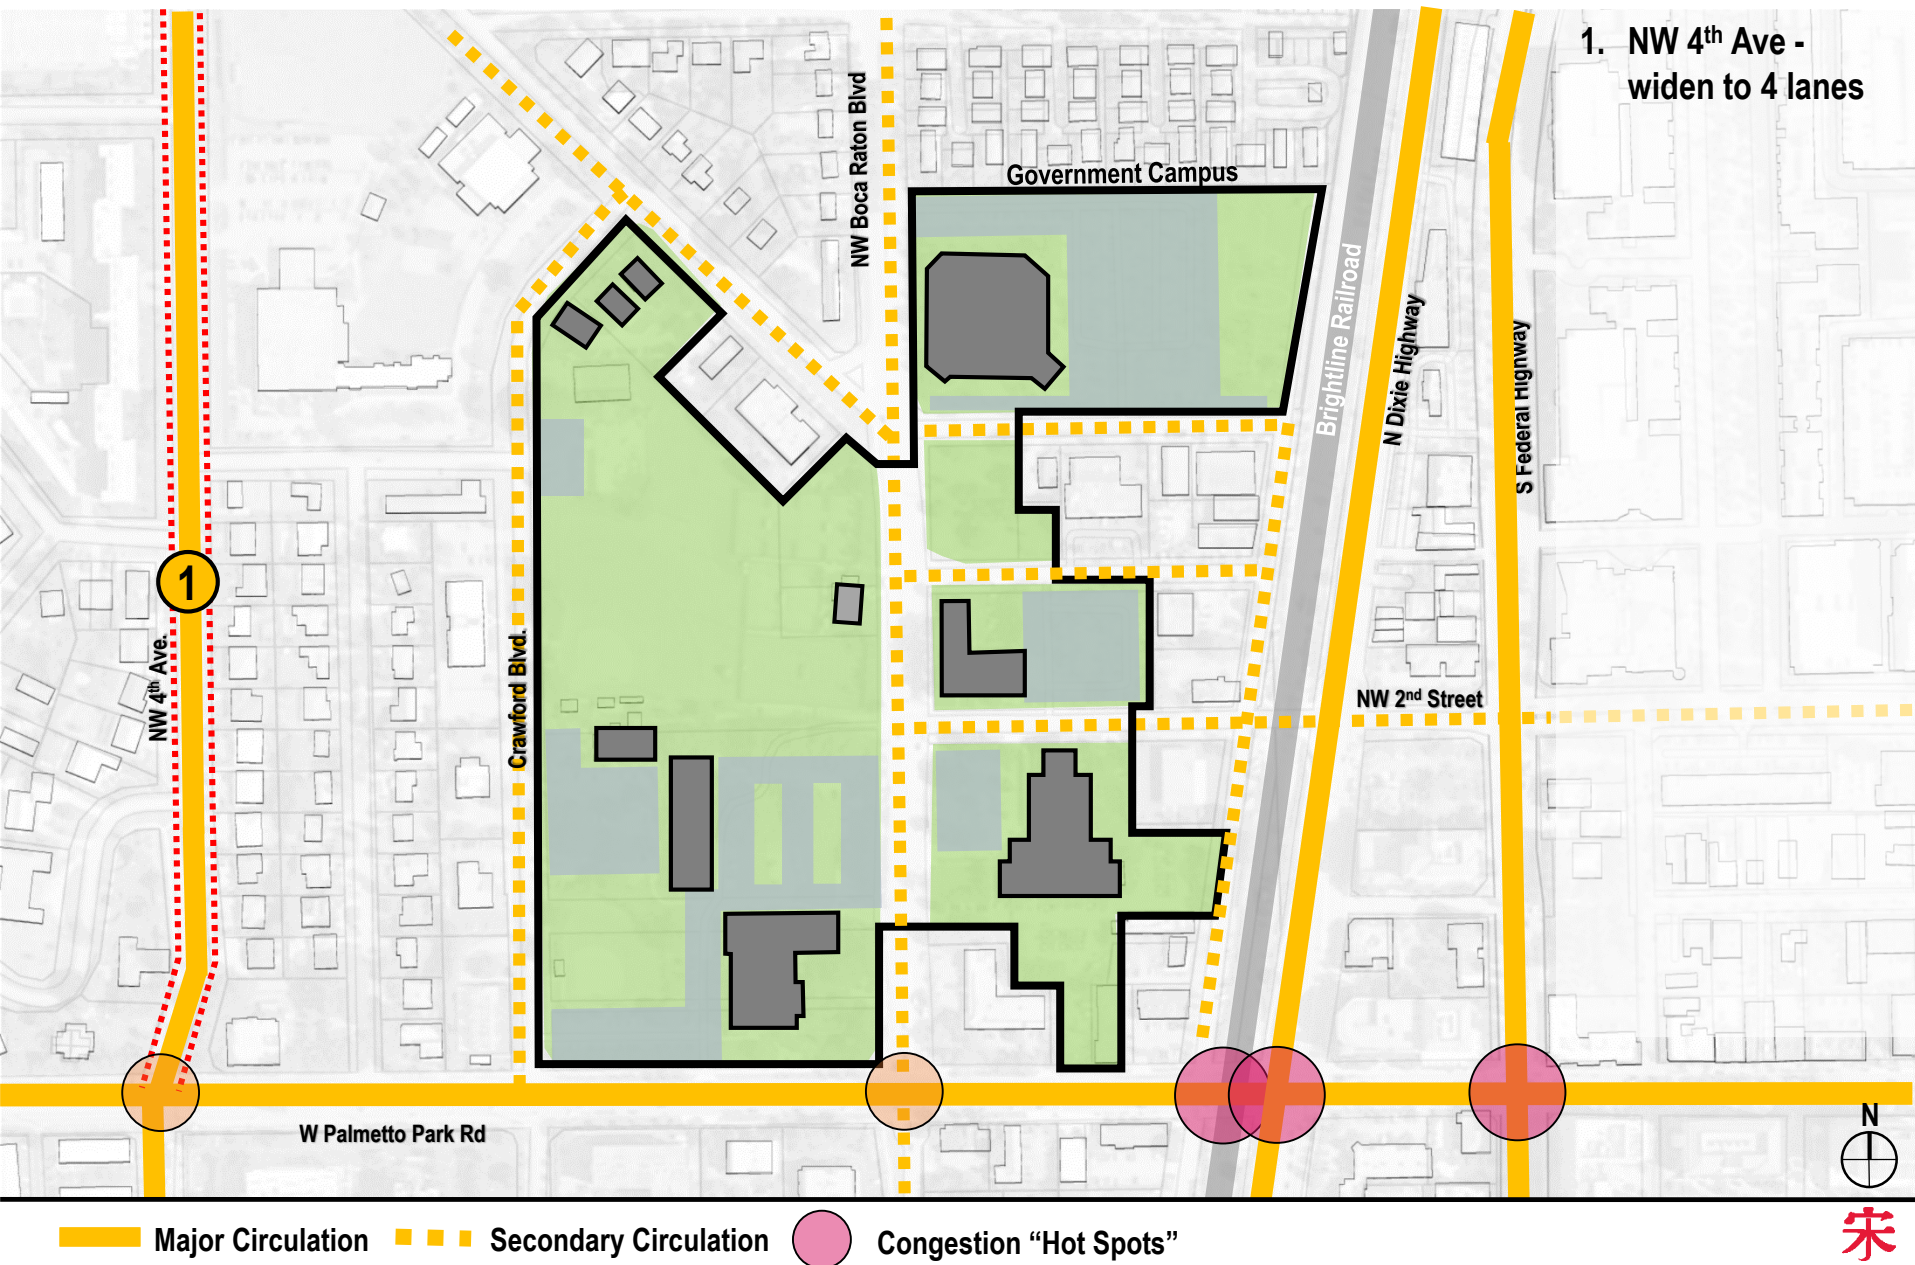 1. NW 4th Ave -
widen to 4 lanes
NW Boca Raton Blvd
Government Campus
Brightline Railroad
N Dixie Highway
S Federal Highway
1
NW 4th Ave.
Crawford Blvd.
NW 2nd Street
W Palmetto Park Rd
N
Major Circulation
Secondary Circulation
Congestion “Hot Spots”
宋